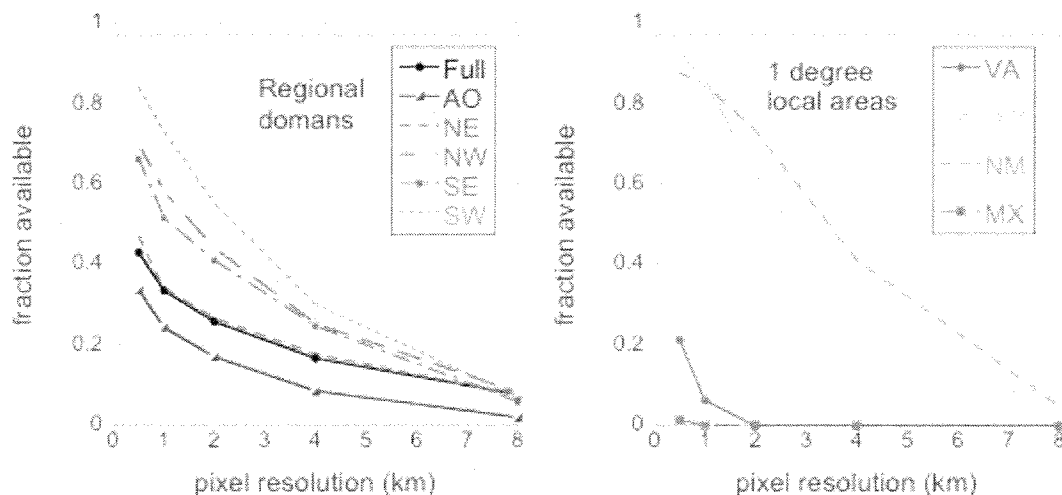 1
0.8
0.6
0.4
0.2
0
fraction available
Regional
domans
Full
AO
NE
NW
SE
SW
0 1 2 3 4 5 6 7 8
pixel resolution (km)
1
0.8
0.6
0.4
0.2
0
fraction available
1 degree
local areas
VA
NM
MX
0 1 2 3 4 5 6 7 8
pixel resolution (km)